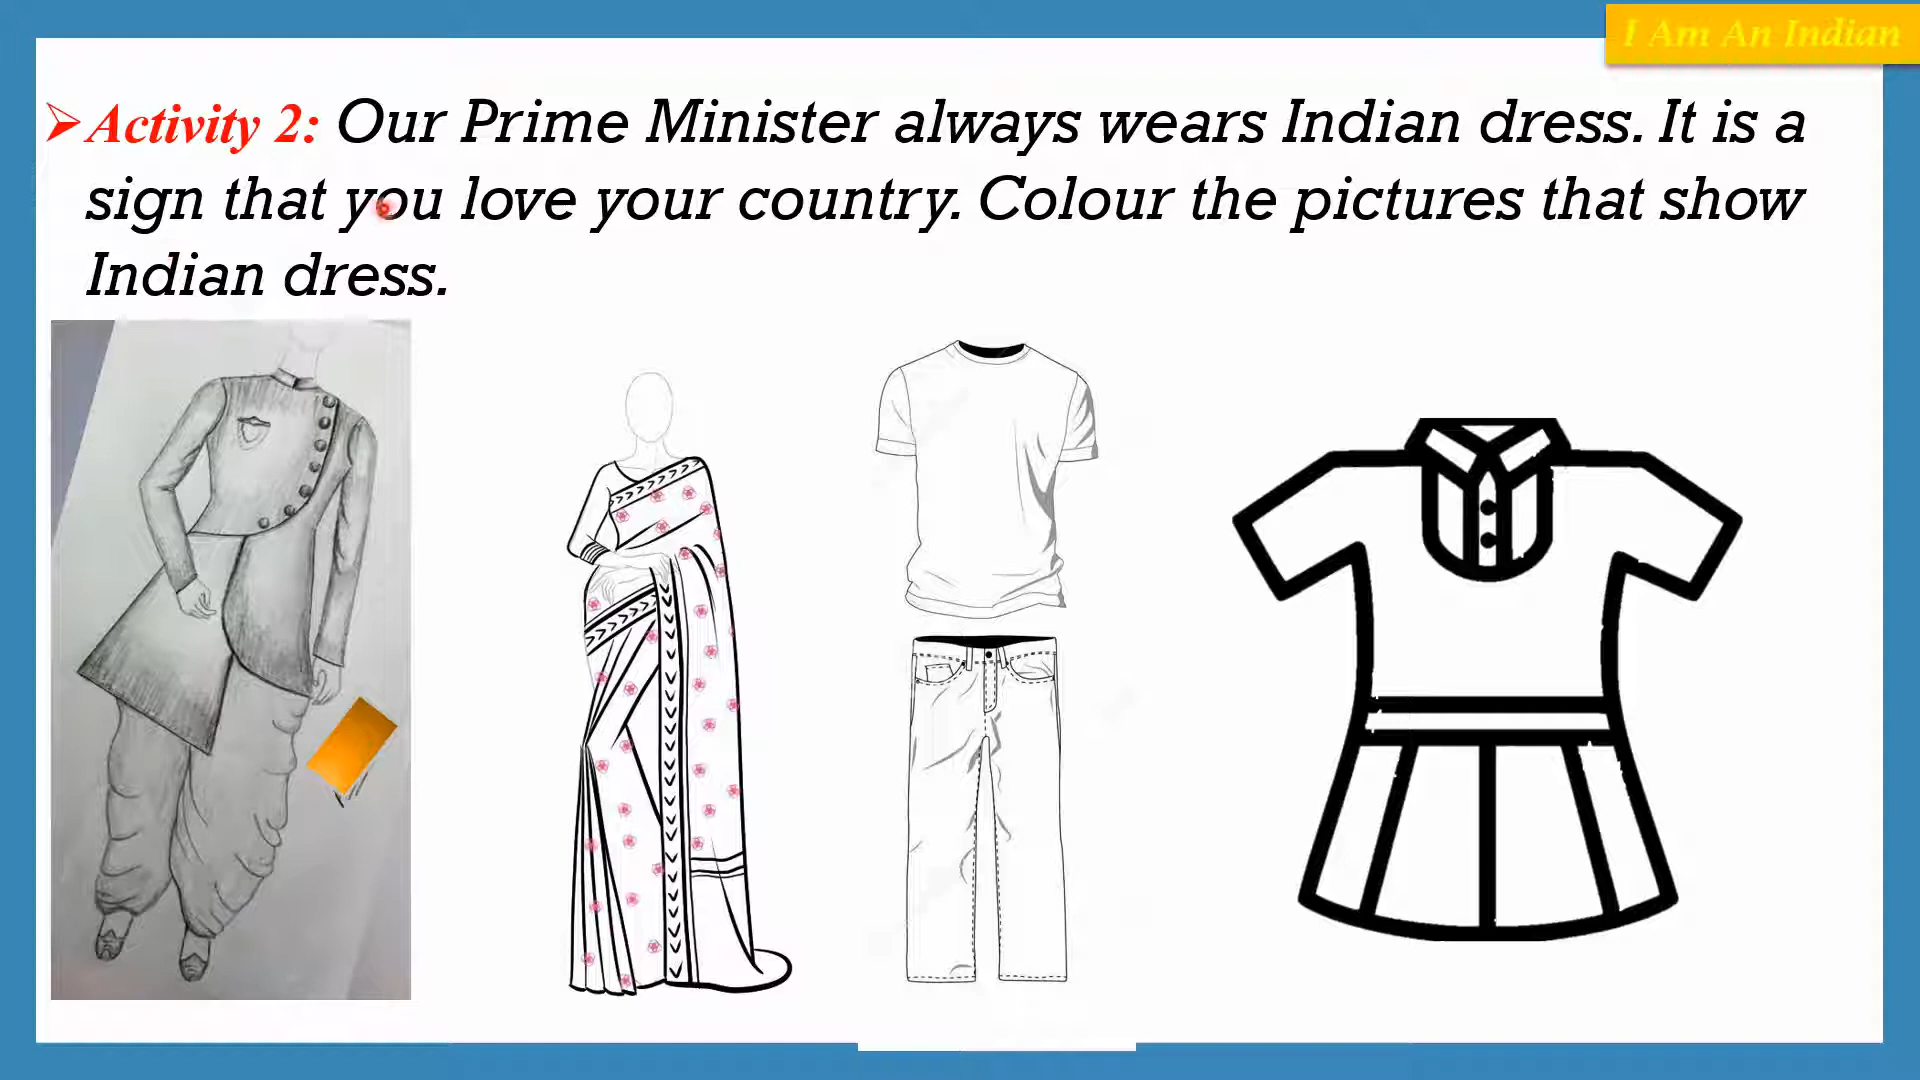 I Am An Indian
Activity 2: Our Prime Minister always wears Indian dress. It is a
sign that you love your country. Colour the pictures that show
Indian dress.